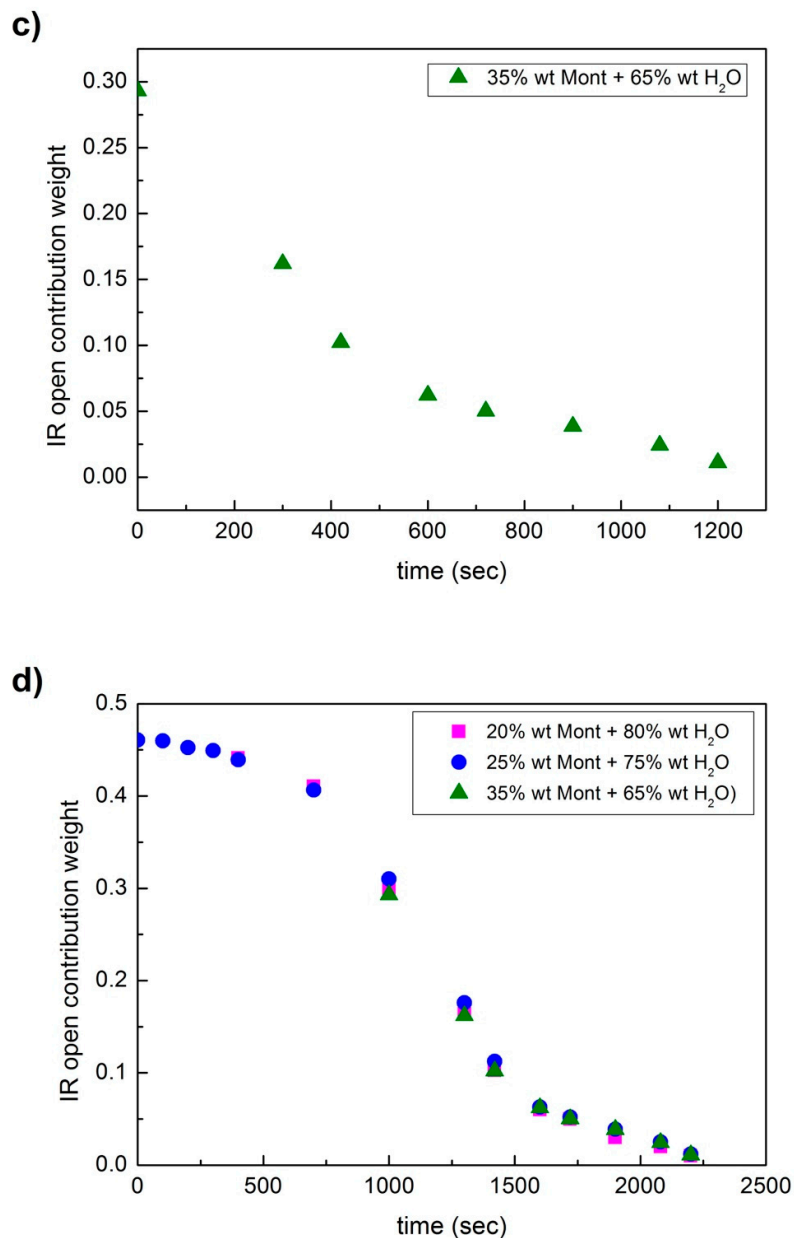 c)
35% wt Mont + 65% wt H₂O
0.30
0.25
0.20
0.15
0.10
0.05
0.00
IR open contribution weight
0 200 400 600 800 1000 1200
time (sec)
d)
20% wt Mont + 80% wt H₂O
25% wt Mont + 75% wt H₂O
35% wt Mont + 65% wt H₂O)
0.5
0.4
0.3
0.2
0.1
0.0
IR open contribution weight
0 500 1000 1500 2000 2500
time (sec)